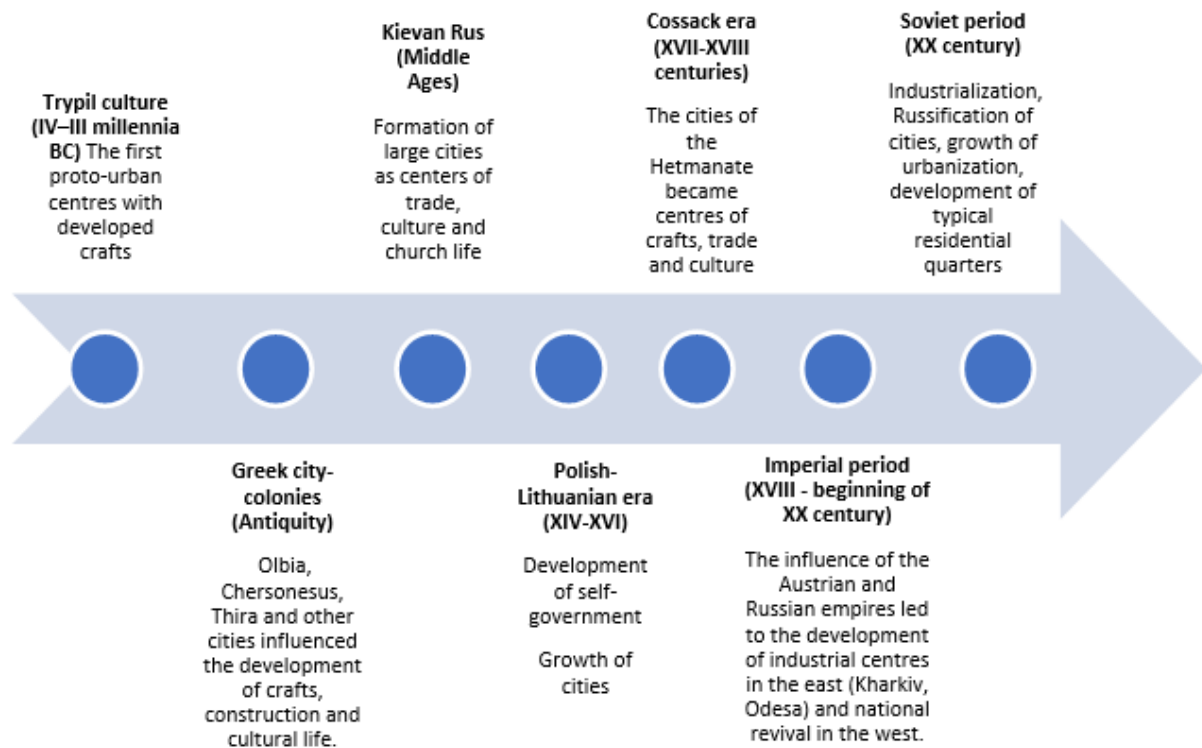 Trypil culture
(IV–III millennia
BC) The first
proto-urban
centres with
developed
crafts
Greek city-
colonies
(Antiquity)
Olbia,
Chersonesus,
Thira and other
cities influenced
the development
of crafts,
construction and
cultural life.
Kievan Rus
(Middle
Ages)
Formation of
large cities
as centers of
trade,
culture and
church life
Polish-
Lithuanian era
(XIV-XVI)
Development
of self-
government
Growth of
cities
Cossack era
(XVII-XVIII
centuries)
The cities of
the
Hetmanate
became
centres of
crafts, trade
and culture
Imperial period
(XVIII - beginning of
XX century)
The influence of the
Austrian and
Russian empires led
to the development
of industrial centres
in the east (Kharkiv,
Odesa) and national
revival in the west.
Soviet period
(XX century)
Industrialization,
Russification of
cities, growth of
urbanization,
development of
typical
residential
quarters